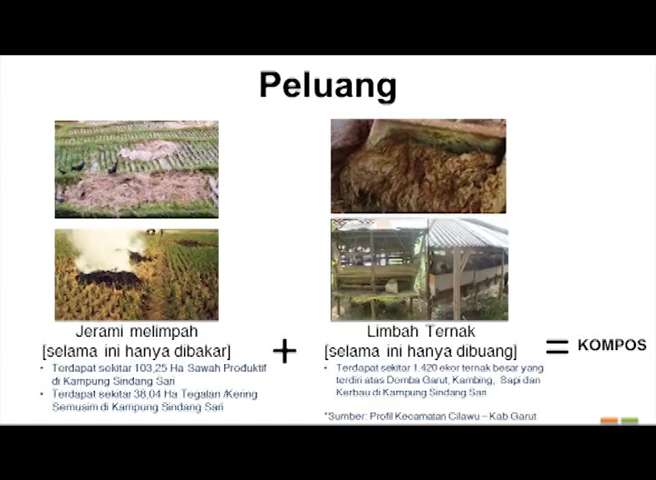 Peluang
Jerami melimpah
[selama ini hanya dibakar]
• Terdapat sekitar 103,25 Ha Sawah Produktif
di Kampung Sindang Sari
• Terdapat sekitar 38,04 Ha Tegalan /Kering
Semusim di Kampung Sindang Sari
+
Limbah Ternak
[selama ini hanya dibuang]
• Terdapat sekitar 1.420 ekor ternak besar yang
terdiri atas Domba Garut, Kambing, Sapi dan
Kerbau di Kampung Sindang Sari
*Sumber: Profil Kecamatan Cilawu – Kab Garut
= KOMPOS